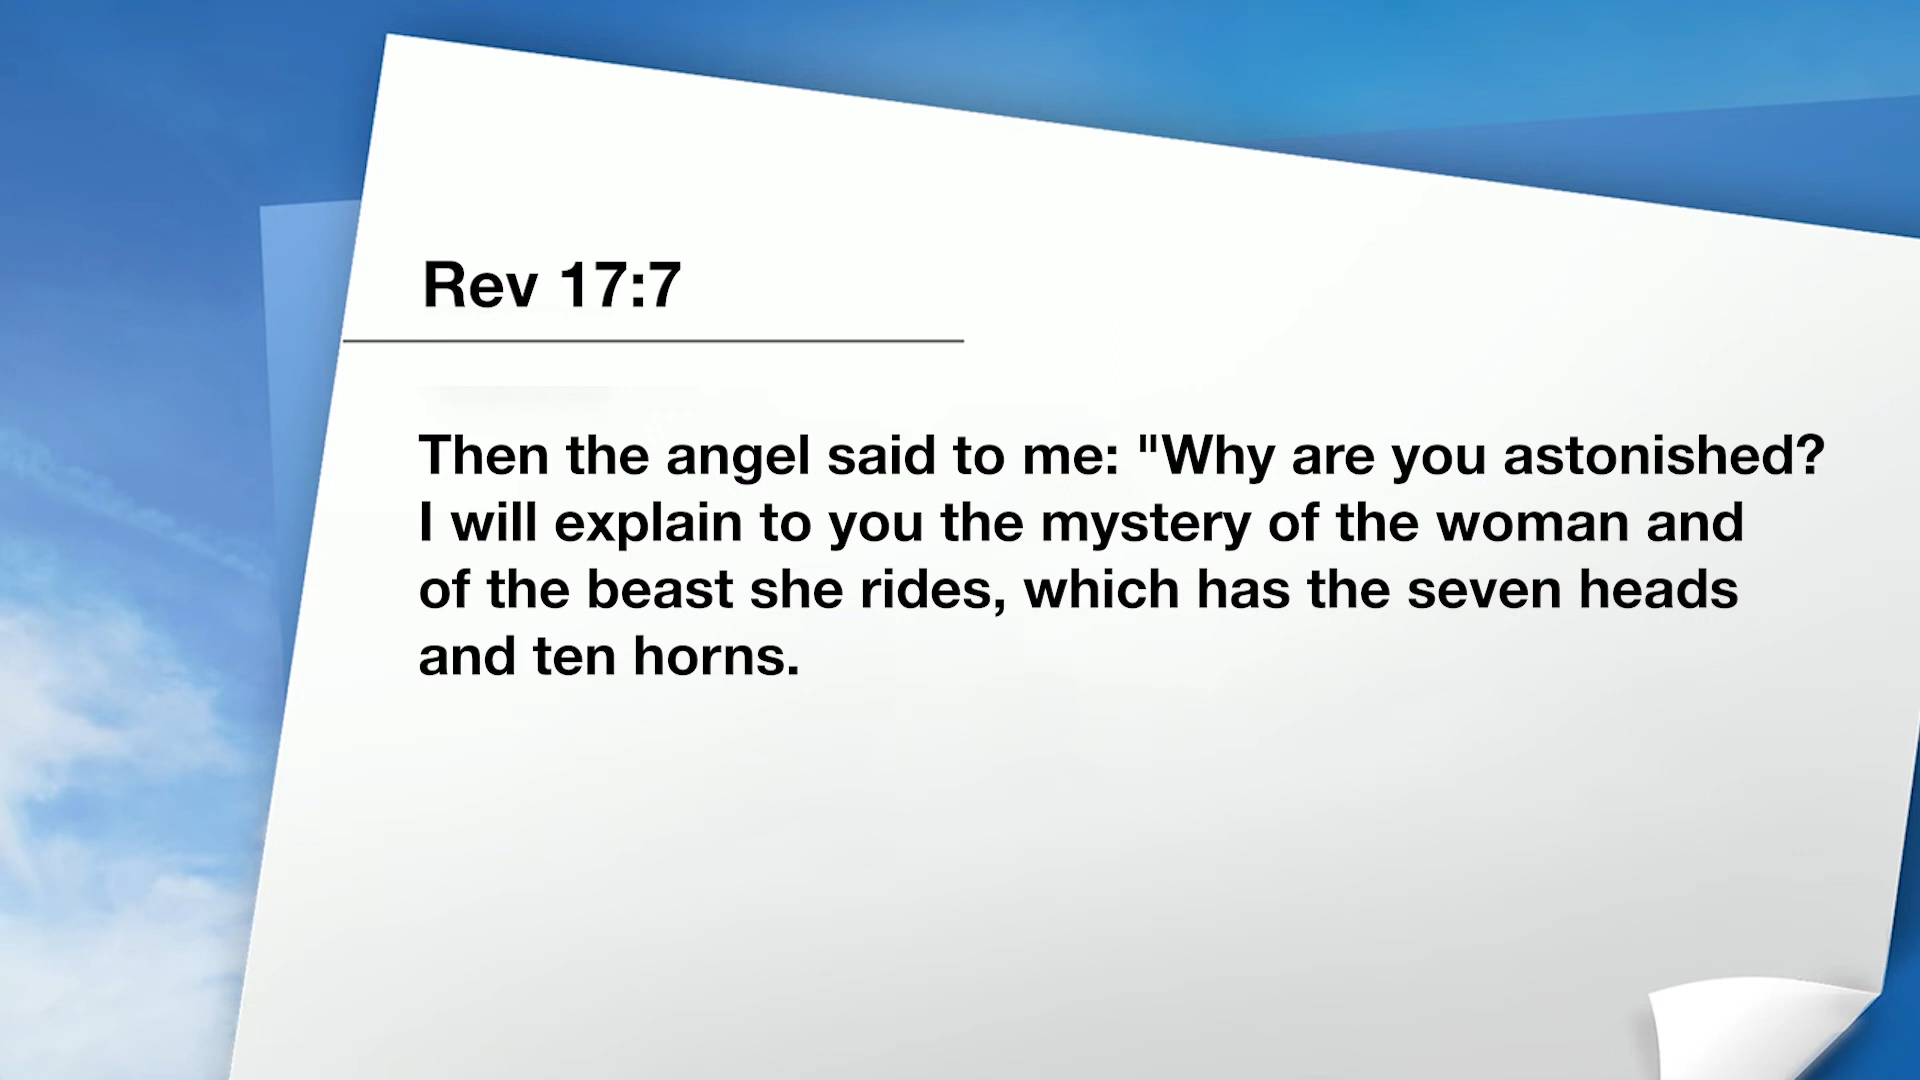 Rev 17:7
Then the angel said to me: "Why are you astonished?
I will explain to you the mystery of the woman and
of the beast she rides, which has the seven heads
and ten horns.